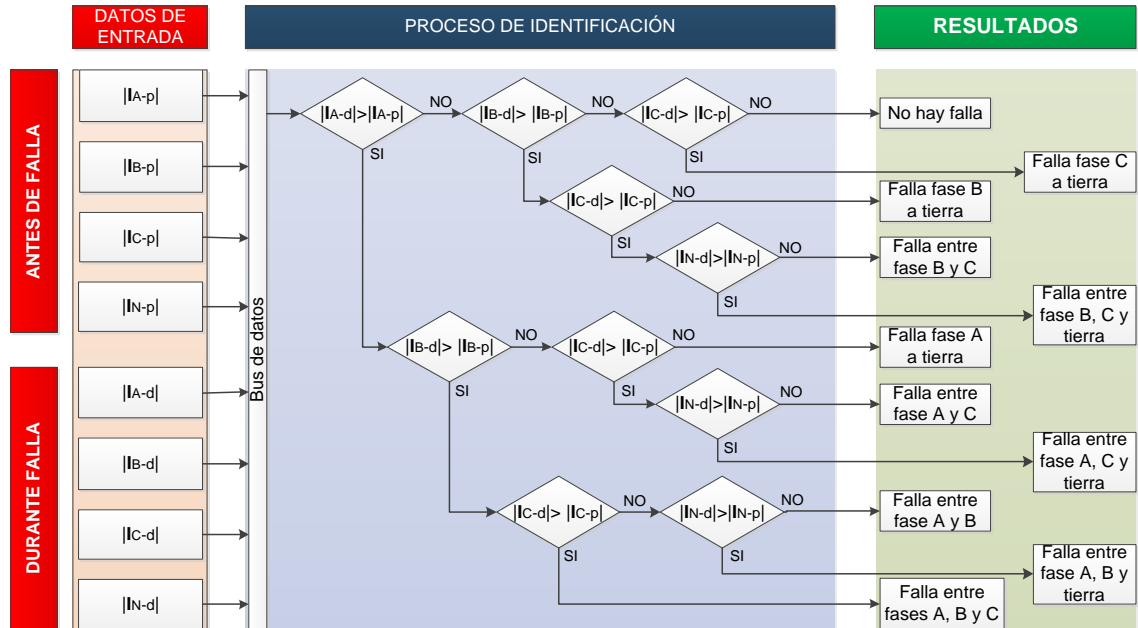 DATOS DE
ENTRADA
PROCESO DE IDENTIFICACIÓN
RESULTADOS
ANTES DE FALLA
DURANTE FALLA
|IA-p|
|IB-p|
|IC-p|
|IN-p|
|IA-d|
|IB-d|
|IC-d|
|IN-d|
Bus de datos
|IA-d|>|IA-p|
NO
SI
|IB-d|> |IB-p|
NO
SI
|IC-d|> |IC-p|
NO
SI
No hay falla
Falla fase C
a tierra
|IC-d|> |IC-p|
NO
SI
Falla fase B
a tierra
|IN-d|>|IN-p|
NO
SI
Falla entre
fase B y C
Falla entre
fase B, C y
tierra
|IB-d|> |IB-p|
NO
SI
|IC-d|> |IC-p|
NO
SI
Falla fase A
a tierra
|IN-d|>|IN-p|
NO
SI
Falla entre
fase A y C
Falla entre
fase A, C y
tierra
|IC-d|> |IC-p|
NO
SI
|IN-d|>|IN-p|
NO
SI
Falla entre
fase A y B
Falla entre
fase A, B y
tierra
Falla entre
fases A, B y C